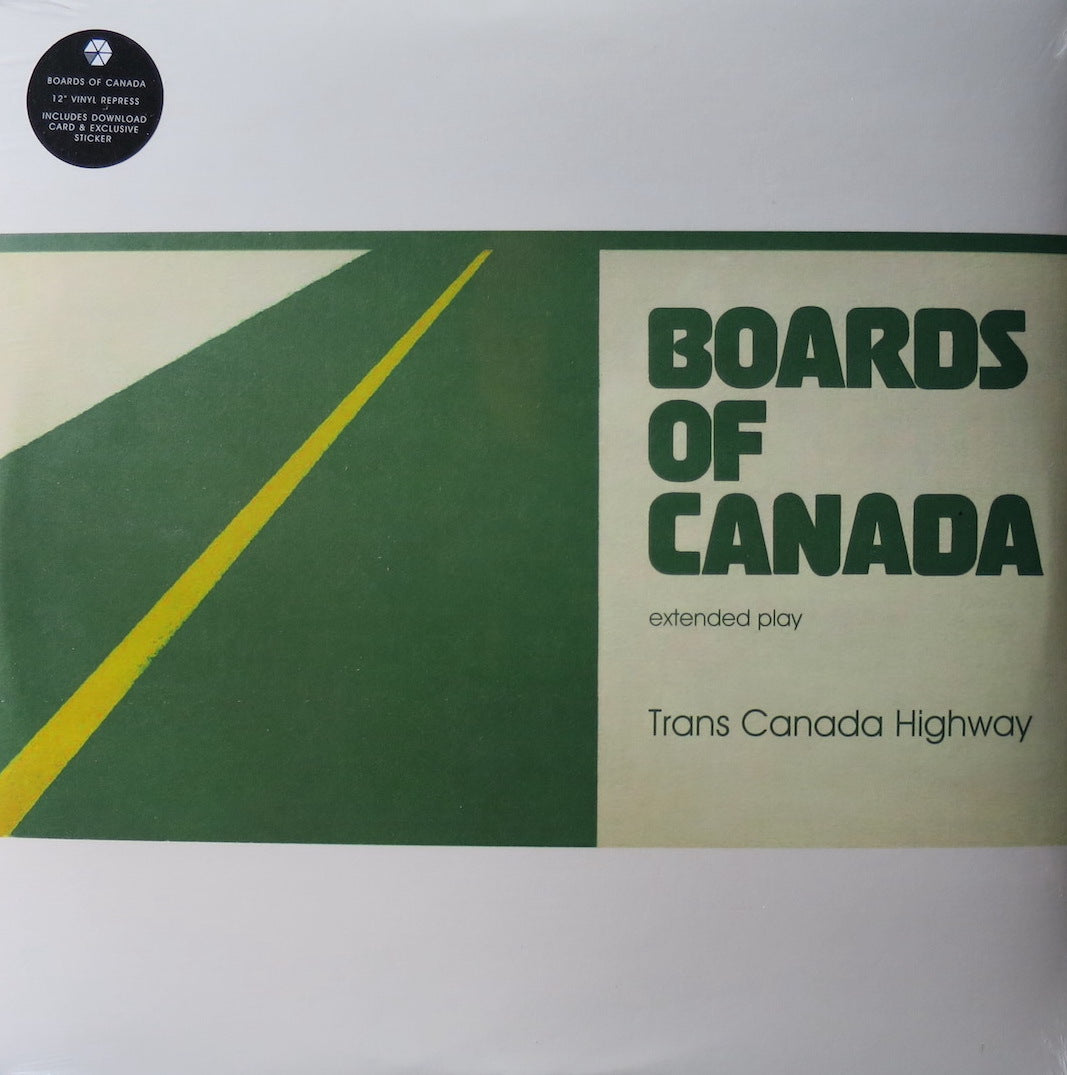 BOARDS OF CANADA
12" VINYL REPRESS
INCLUDES DOWNLOAD
CARD & EXCLUSIVE
STICKER
BOARDS
OF
CANADA
extended play
Trans Canada Highway